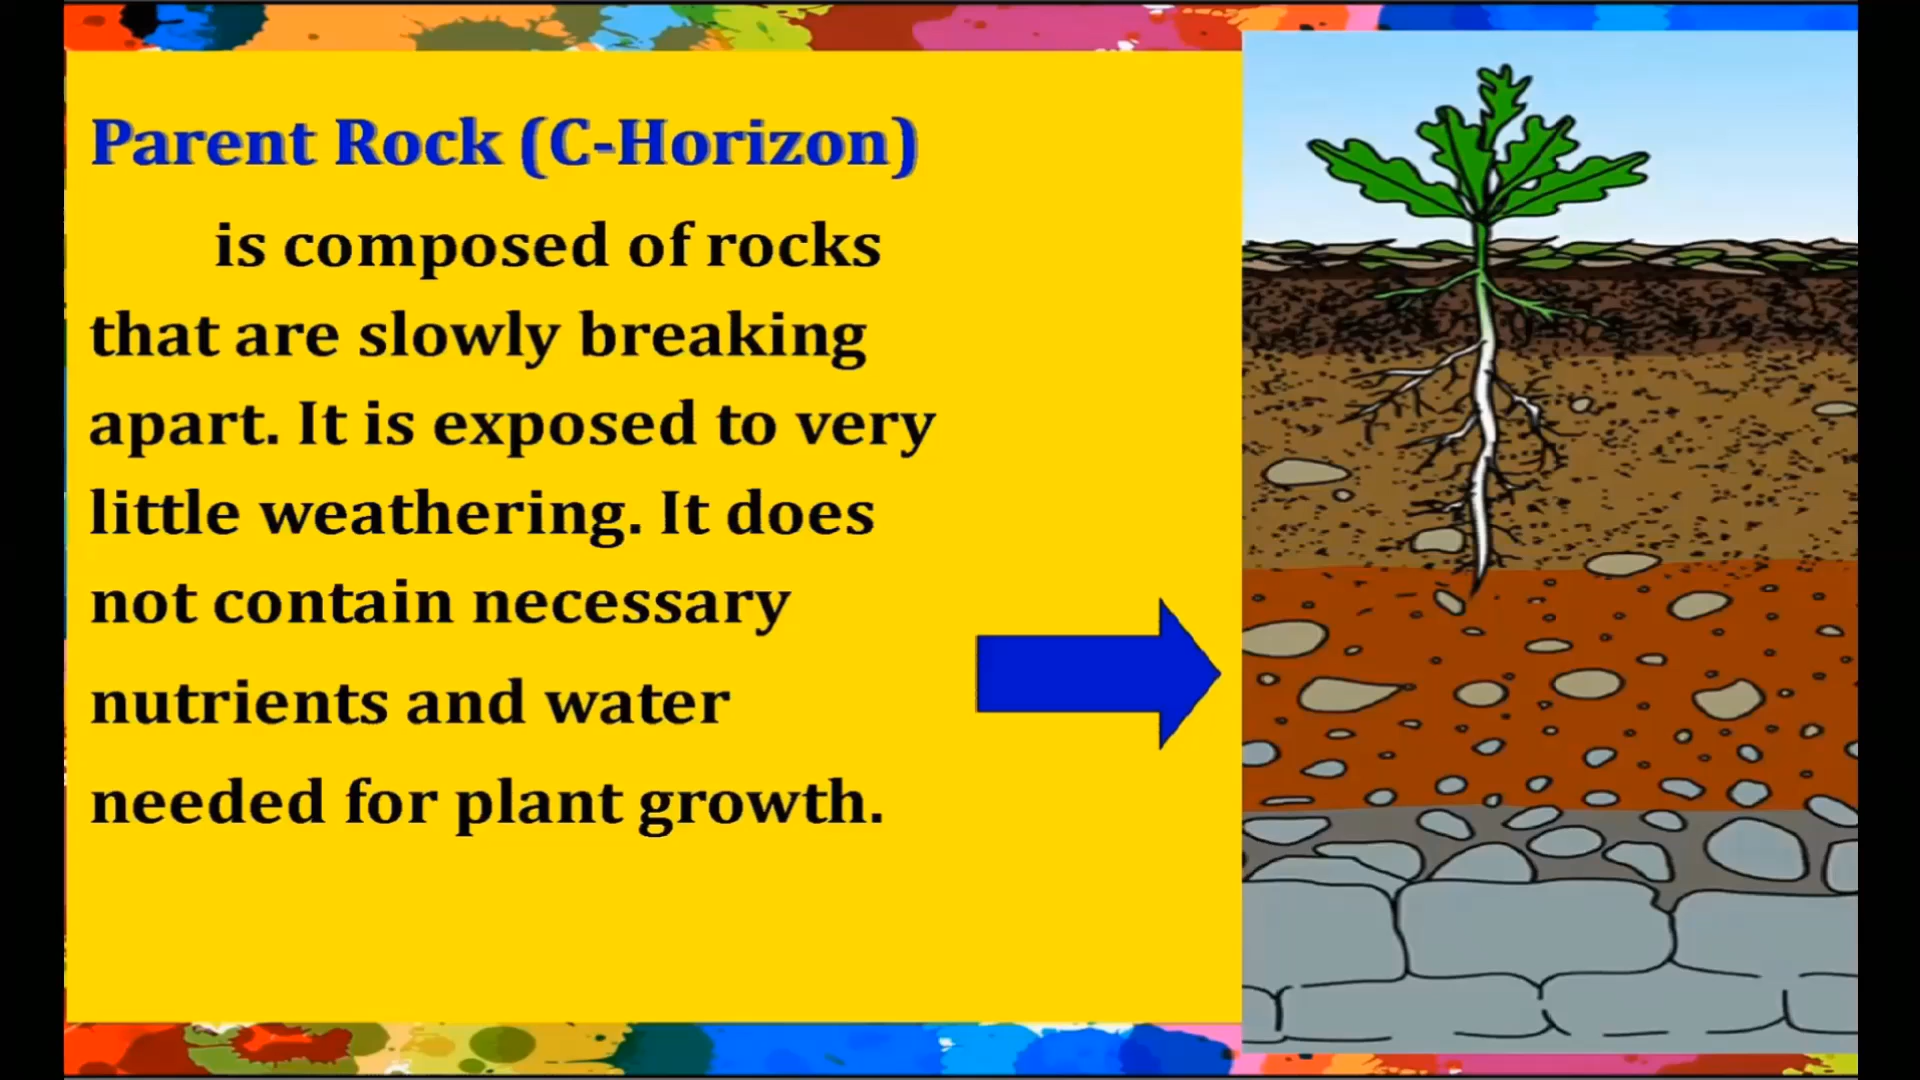 Parent Rock (C-Horizon)
is composed of rocks
that are slowly breaking
apart. It is exposed to very
little weathering. It does
not contain necessary
nutrients and water
needed for plant growth.